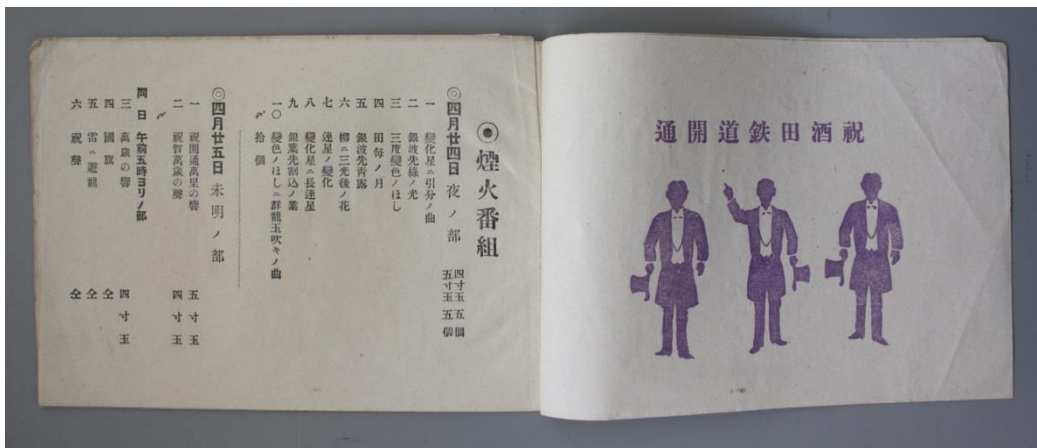 祝酒田鉄道開通
◉煙火番組
◎四月廿四日 夜ノ部 四寸玉 五個
五寸玉 五個
一 變化星ニ引分ノ曲
二 銀波先綠ノ光
三 三度變色ノほし
四 田每ノ月
五 銀波先靑露
六 柳ニ三光後ノ花
七 連星ノ變化
八 變化星ニ長連星
九 銀葉先割込ノ葉
一〇 變色ノほしニ群龍玉吹キノ曲
〆 拾個
◎四月廿五日 未明ノ部
一 祝開通萬里の響 五寸玉
二 祝賀萬歳の聲 四寸玉
〆
同日 午前五時ヨリノ部
三 萬歳の響 四寸玉
四 國旗 仝
五 雷ニ遊龍 仝
六 祝聲 仝